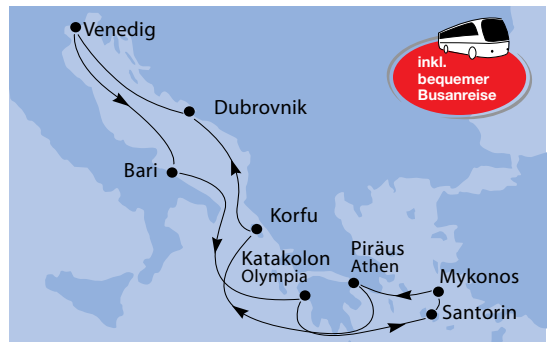 Venedig
inkl.
bequemer
Busanreise
Dubrovnik
Bari
Korfu
Katakolon
Olympia
Piräus
Athen
Mykonos
Santorin